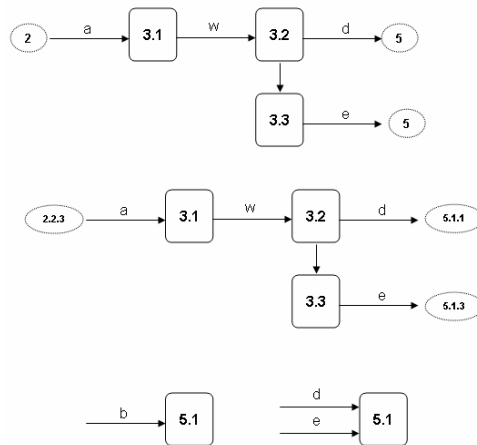 a w d
2 3.1 3.2 5
3.3 e 5
a w d
2.2.3 3.1 3.2 5.1.1
3.3 e 5.1.3
b 5.1 d 5.1
e